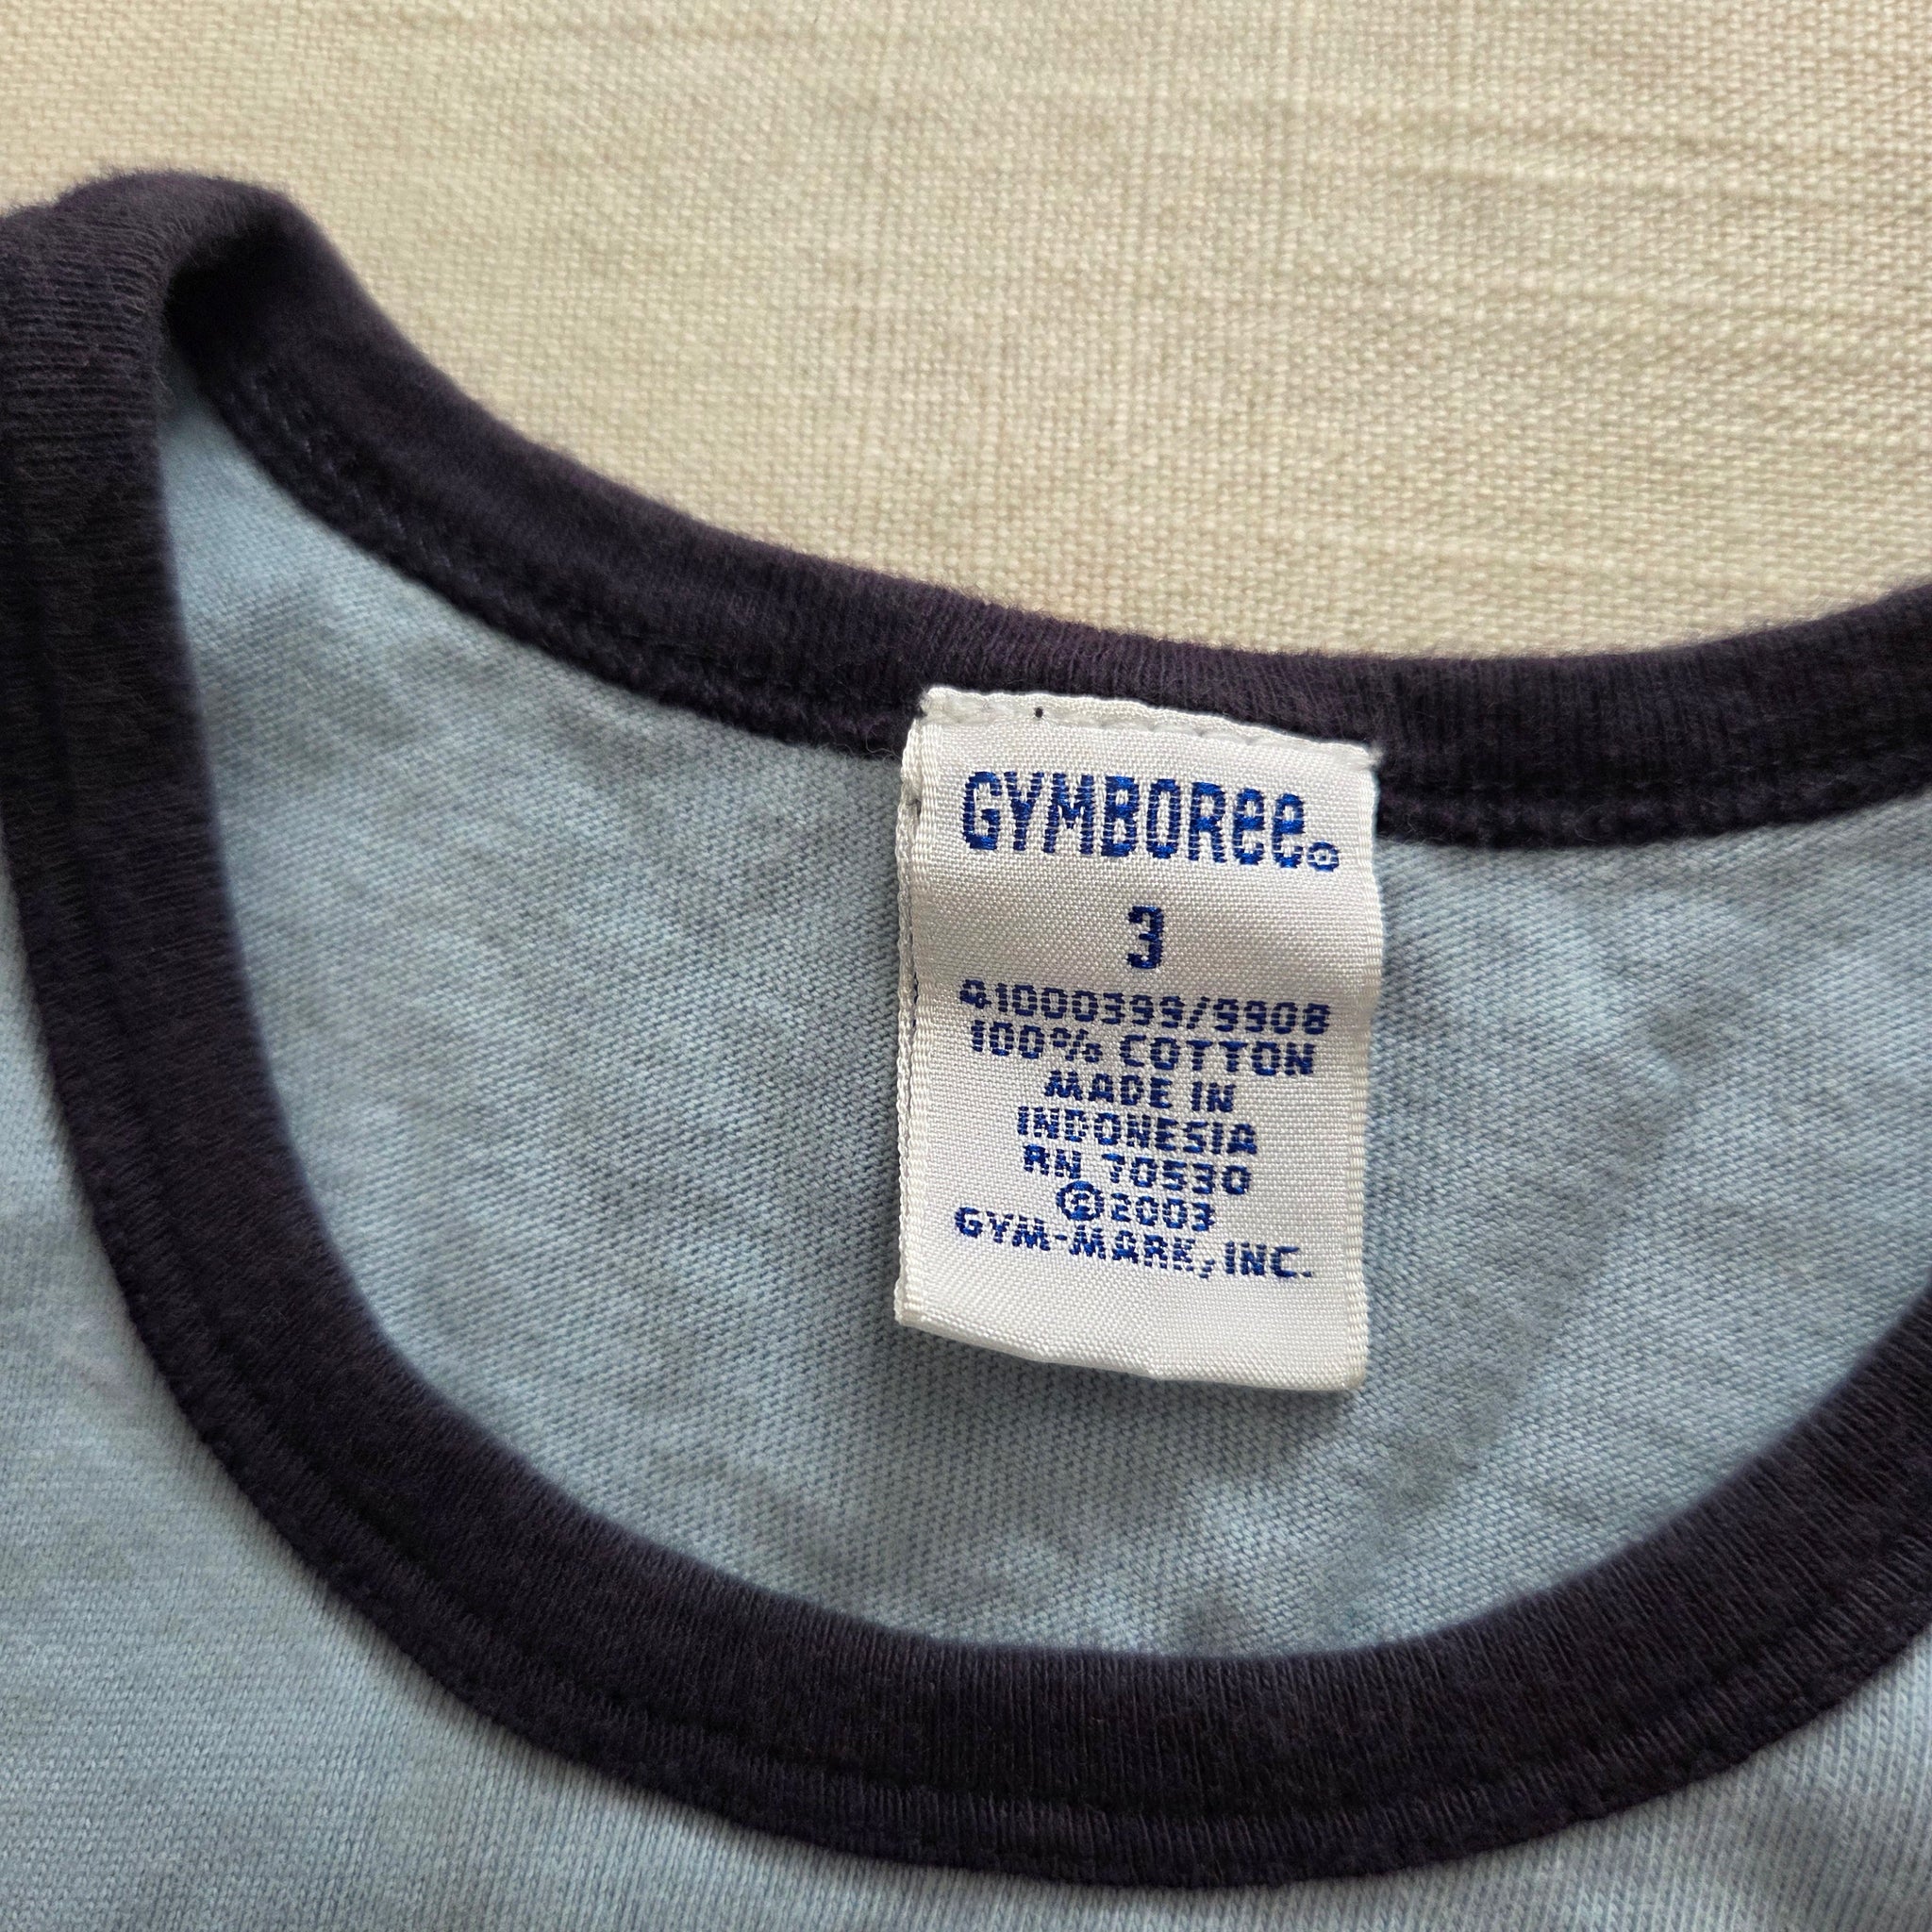 GYMBOREE®
3
41000399/9908
100% COTTON
MADE IN
INDONESIA
RN 70530
©2003
GYM-MARK, INC.